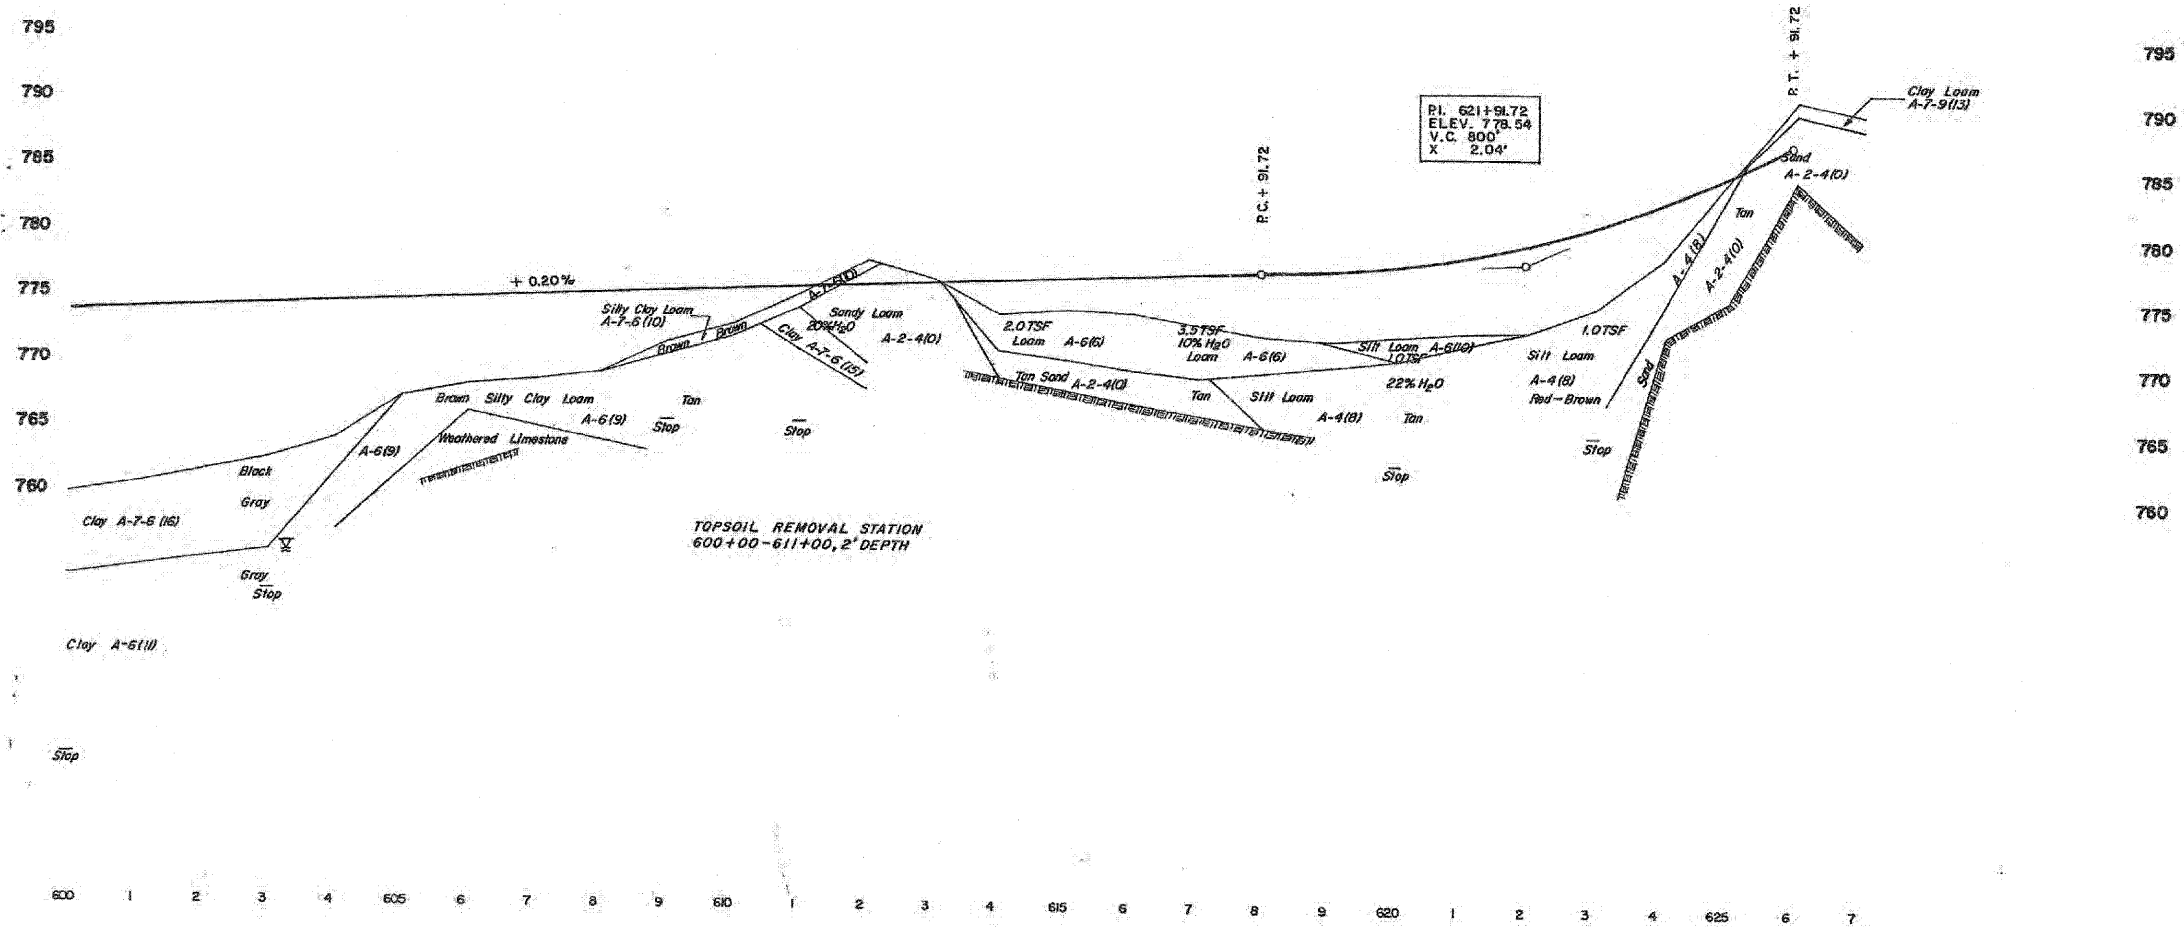 795
790
785
780
775
770
765
760
795
790
785
780
775
770
765
760
P.T. + 91.72
P.C. + 91.72
P.I. 621+91.72
ELEV. 778.54
V.C. 800'
X 2.04'
Clay Loam
A-7-9(13)
Sand
A-2-4(0)
Tan
A-4(8)
A-2-4(0)
Sand
+ 0.20%
Silty Clay Loam
A-7-6(10)
A-7-6(10)
Brown
Brown
20% H2O
Sandy Loam
A-2-4(0)
Clay A-7-6(15)
2.0 TSF
Loam A-6(6)
3.5 TSF
10% H2O
Loam A-6(6)
Silt Loam A-6(10)
1.0 TSF
22% H2O
Tan
1.0 TSF
Silt Loam
A-4(8)
Red-Brown
Tan Sand A-2-4(0)
Tan
Silt Loam
A-4(8)
Brown Silty Clay Loam
A-6(9)
Tan
Stop
Stop
Stop
Stop
Weathered Limestone
A-6(9)
Black
Gray
Clay A-7-6(16)
Gray
Stop
TOPSOIL REMOVAL STATION
600+00-611+00, 2' DEPTH
Clay A-6(11)
Stop
600 1 2 3 4 605 6 7 8 9 610 1 2 3 4 615 6 7 8 9 620 1 2 3 4 625 6 7